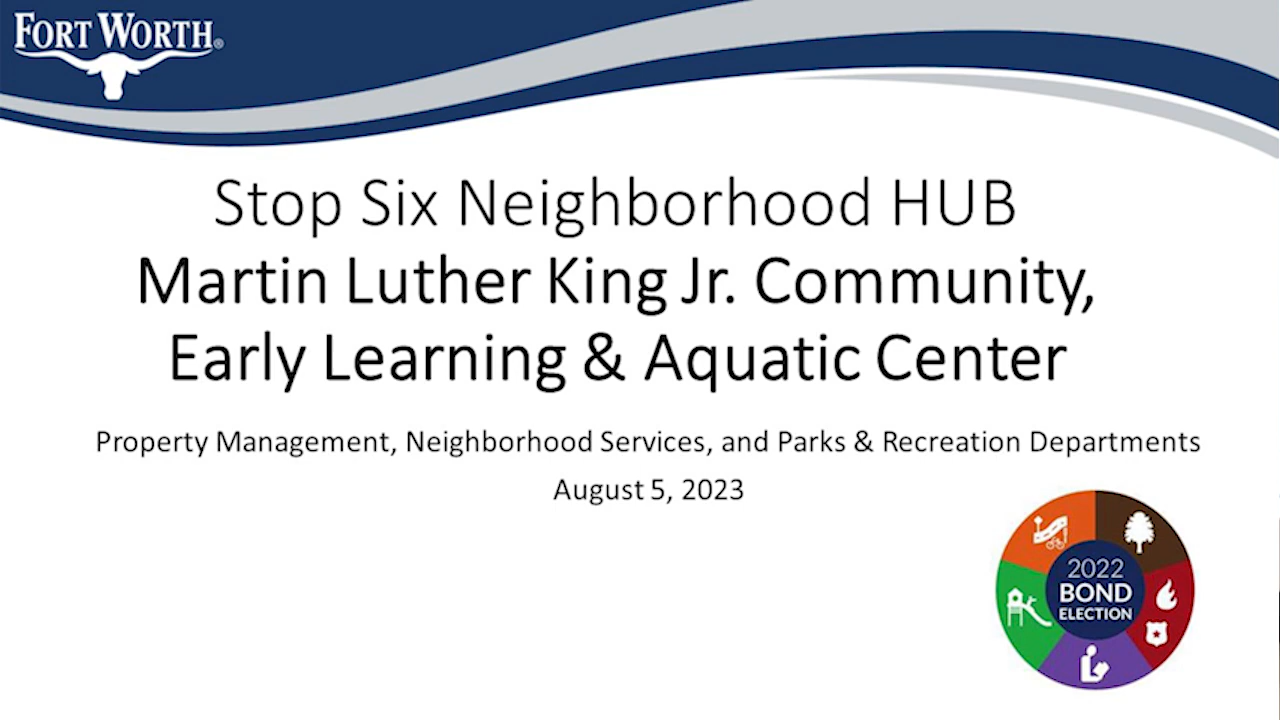 FORT WORTH®
Stop Six Neighborhood HUB
Martin Luther King Jr. Community,
Early Learning & Aquatic Center
Property Management, Neighborhood Services, and Parks & Recreation Departments
August 5, 2023
2022
BOND
ELECTION